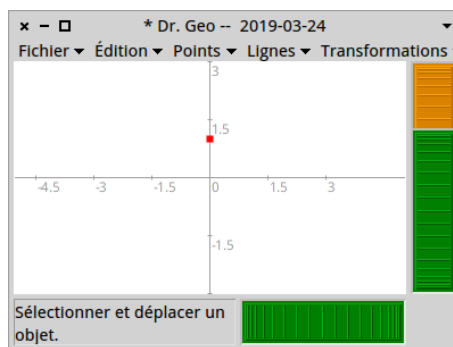 * Dr. Geo -- 2019-03-24
Fichier Édition Points Lignes Transformations
3
1.5
-4.5 -3 -1.5 0 1.5 3
-1.5
Sélectionner et déplacer un
objet.